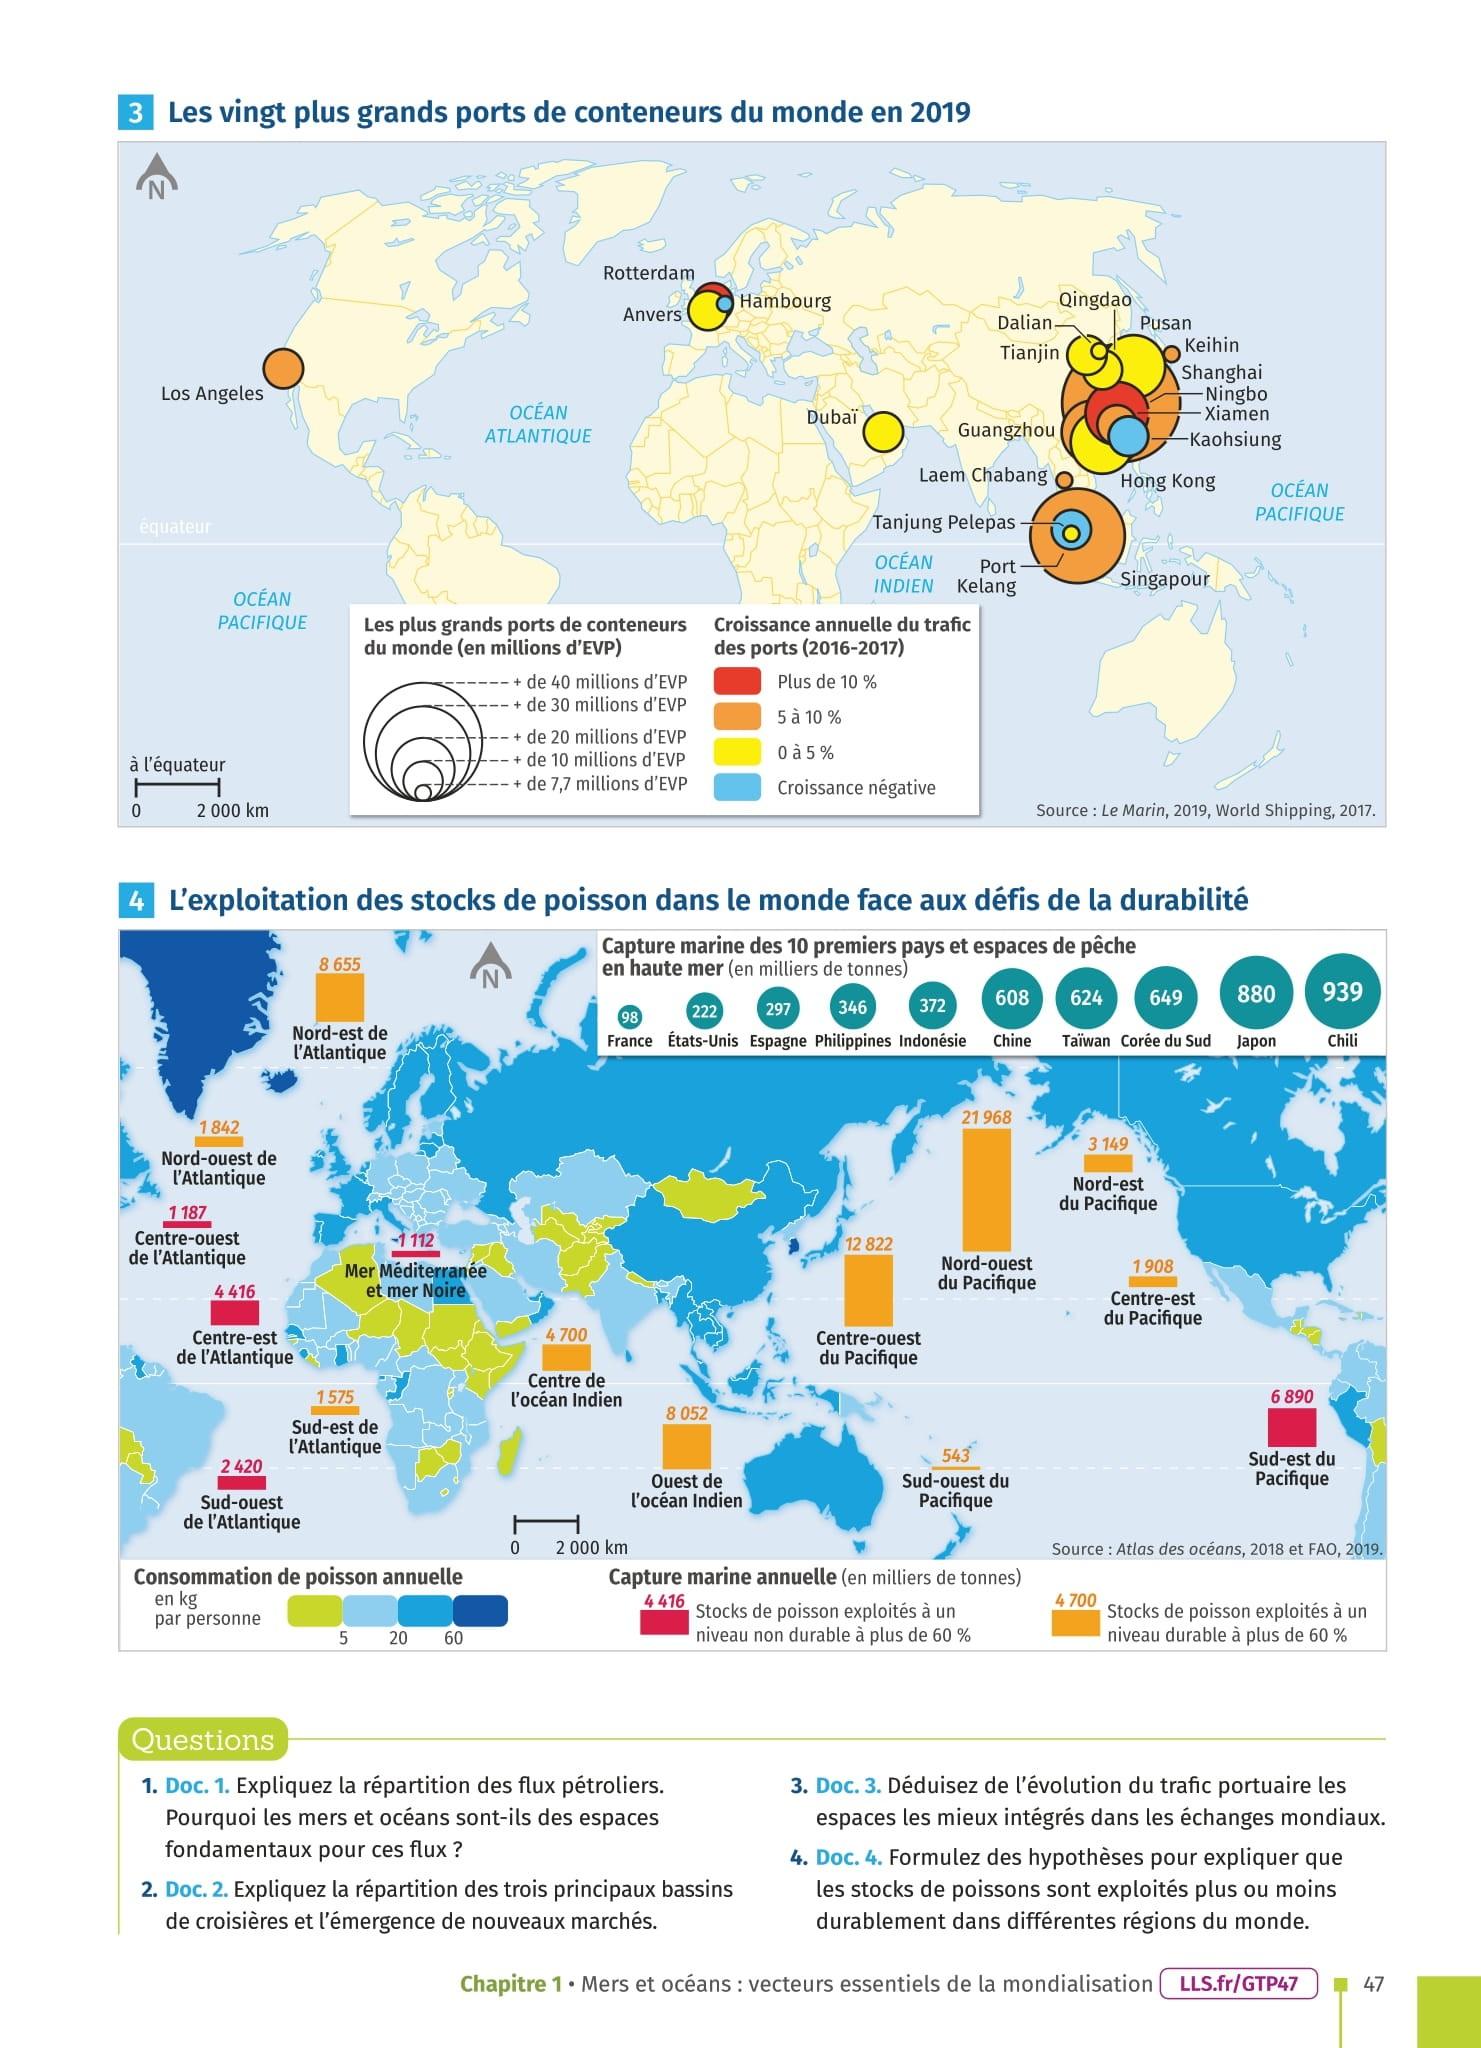 3 Les vingt plus grands ports de conteneurs du monde en 2019
N
Rotterdam
Anvers
Hambourg
Los Angeles
OCÉAN
ATLANTIQUE
Dubaï
Qingdao
Dalian
Pusan
Tianjin
Keihin
Shanghai
Ningbo
Xiamen
Guangzhou
Kaohsiung
Laem Chabang
Hong Kong
OCÉAN
PACIFIQUE
Tanjung Pelepas
équateur
OCÉAN
INDIEN
Port
Kelang
Singapour
OCÉAN
PACIFIQUE
Les plus grands ports de conteneurs
du monde (en millions d'EVP)
+ de 40 millions d'EVP
+ de 30 millions d'EVP
+ de 20 millions d'EVP
+ de 10 millions d'EVP
+ de 7,7 millions d'EVP
Croissance annuelle du trafic
des ports (2016-2017)
Plus de 10 %
5 à 10 %
0 à 5 %
Croissance négative
à l'équateur
0 2 000 km
Source : Le Marin, 2019, World Shipping, 2017.
4 L'exploitation des stocks de poisson dans le monde face aux défis de la durabilité
Capture marine des 10 premiers pays et espaces de pêche
en haute mer (en milliers de tonnes)
98 222 297 346 372 608 624 649 880 939
France États-Unis Espagne Philippines Indonésie Chine Taïwan Corée du Sud Japon Chili
N
8 655
Nord-est de
l'Atlantique
1 842
Nord-ouest de
l'Atlantique
1 187
Centre-ouest
de l'Atlantique
1 112
Mer Méditerranée
et mer Noire
4 416
Centre-est
de l'Atlantique
1 575
Sud-est de
l'Atlantique
2 420
Sud-ouest
de l'Atlantique
4 700
Centre de
l'océan Indien
8 052
Ouest de
l'océan Indien
12 822
Centre-ouest
du Pacifique
21 968
Nord-ouest
du Pacifique
3 149
Nord-est
du Pacifique
1 908
Centre-est
du Pacifique
543
Sud-ouest du
Pacifique
6 890
Sud-est du
Pacifique
0 2 000 km
Source : Atlas des océans, 2018 et FAO, 2019.
Consommation de poisson annuelle
en kg
par personne
5 20 60
Capture marine annuelle (en milliers de tonnes)
4 416
Stocks de poisson exploités à un
niveau non durable à plus de 60 %
4 700
Stocks de poisson exploités à un
niveau durable à plus de 60 %
Questions
1. Doc. 1. Expliquez la répartition des flux pétroliers.
Pourquoi les mers et océans sont-ils des espaces
fondamentaux pour ces flux ?
2. Doc. 2. Expliquez la répartition des trois principaux bassins
de croisières et l'émergence de nouveaux marchés.
3. Doc. 3. Déduisez de l'évolution du trafic portuaire les
espaces les mieux intégrés dans les échanges mondiaux.
4. Doc. 4. Formulez des hypothèses pour expliquer que
les stocks de poissons sont exploités plus ou moins
durablement dans différentes régions du monde.
Chapitre 1 • Mers et océans : vecteurs essentiels de la mondialisation LLS.fr/GTP47 47